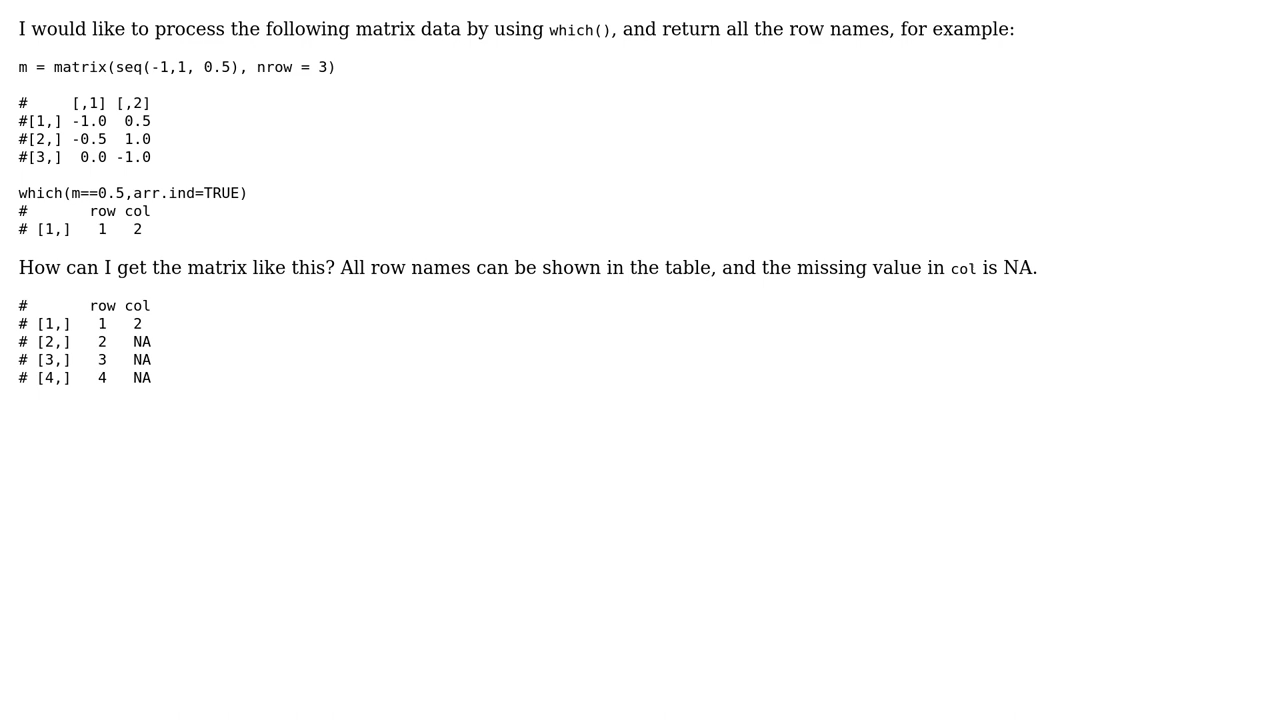 I would like to process the following matrix data by using which(), and return all the row names, for example:
m = matrix(seq(-1,1, 0.5), nrow = 3)
#     [,1] [,2]
#[1,] -1.0  0.5
#[2,] -0.5  1.0
#[3,]  0.0 -1.0
which(m==0.5,arr.ind=TRUE)
#       row col
# [1,]   1   2
How can I get the matrix like this? All row names can be shown in the table, and the missing value in col is NA.
#       row col
# [1,]   1   2
# [2,]   2   NA
# [3,]   3   NA
# [4,]   4   NA